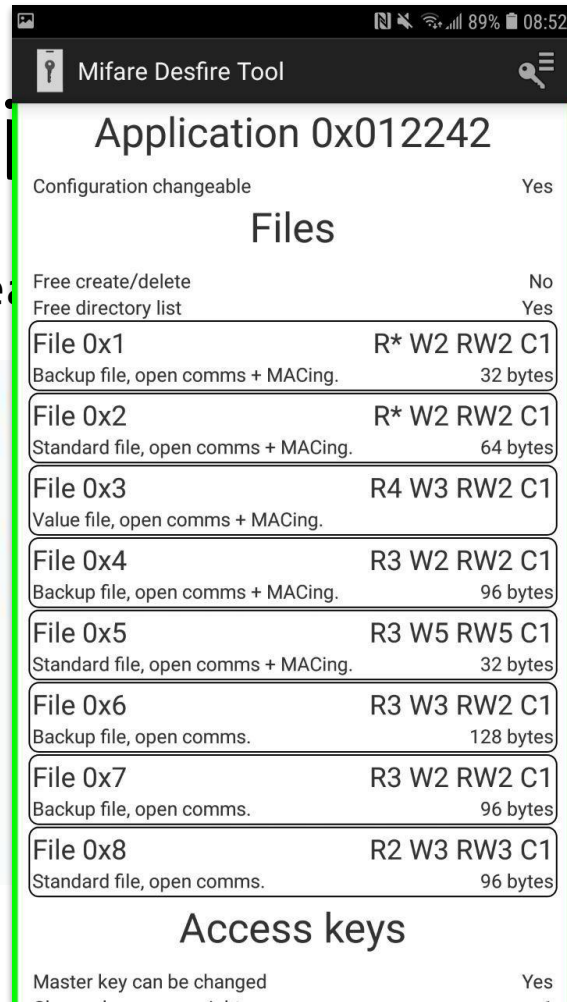 89% 08:52
Mifare Desfire Tool
Application 0x012242
Configuration changeable Yes
Files
Free create/delete No
Free directory list Yes
File 0x1 R* W2 RW2 C1
Backup file, open comms + MACing. 32 bytes
File 0x2 R* W2 RW2 C1
Standard file, open comms + MACing. 64 bytes
File 0x3 R4 W3 RW2 C1
Value file, open comms + MACing.
File 0x4 R3 W2 RW2 C1
Backup file, open comms + MACing. 96 bytes
File 0x5 R3 W5 RW5 C1
Standard file, open comms + MACing. 32 bytes
File 0x6 R3 W3 RW2 C1
Backup file, open comms. 128 bytes
File 0x7 R3 W2 RW2 C1
Backup file, open comms. 96 bytes
File 0x8 R2 W3 RW3 C1
Standard file, open comms. 96 bytes
Access keys
Master key can be changed Yes